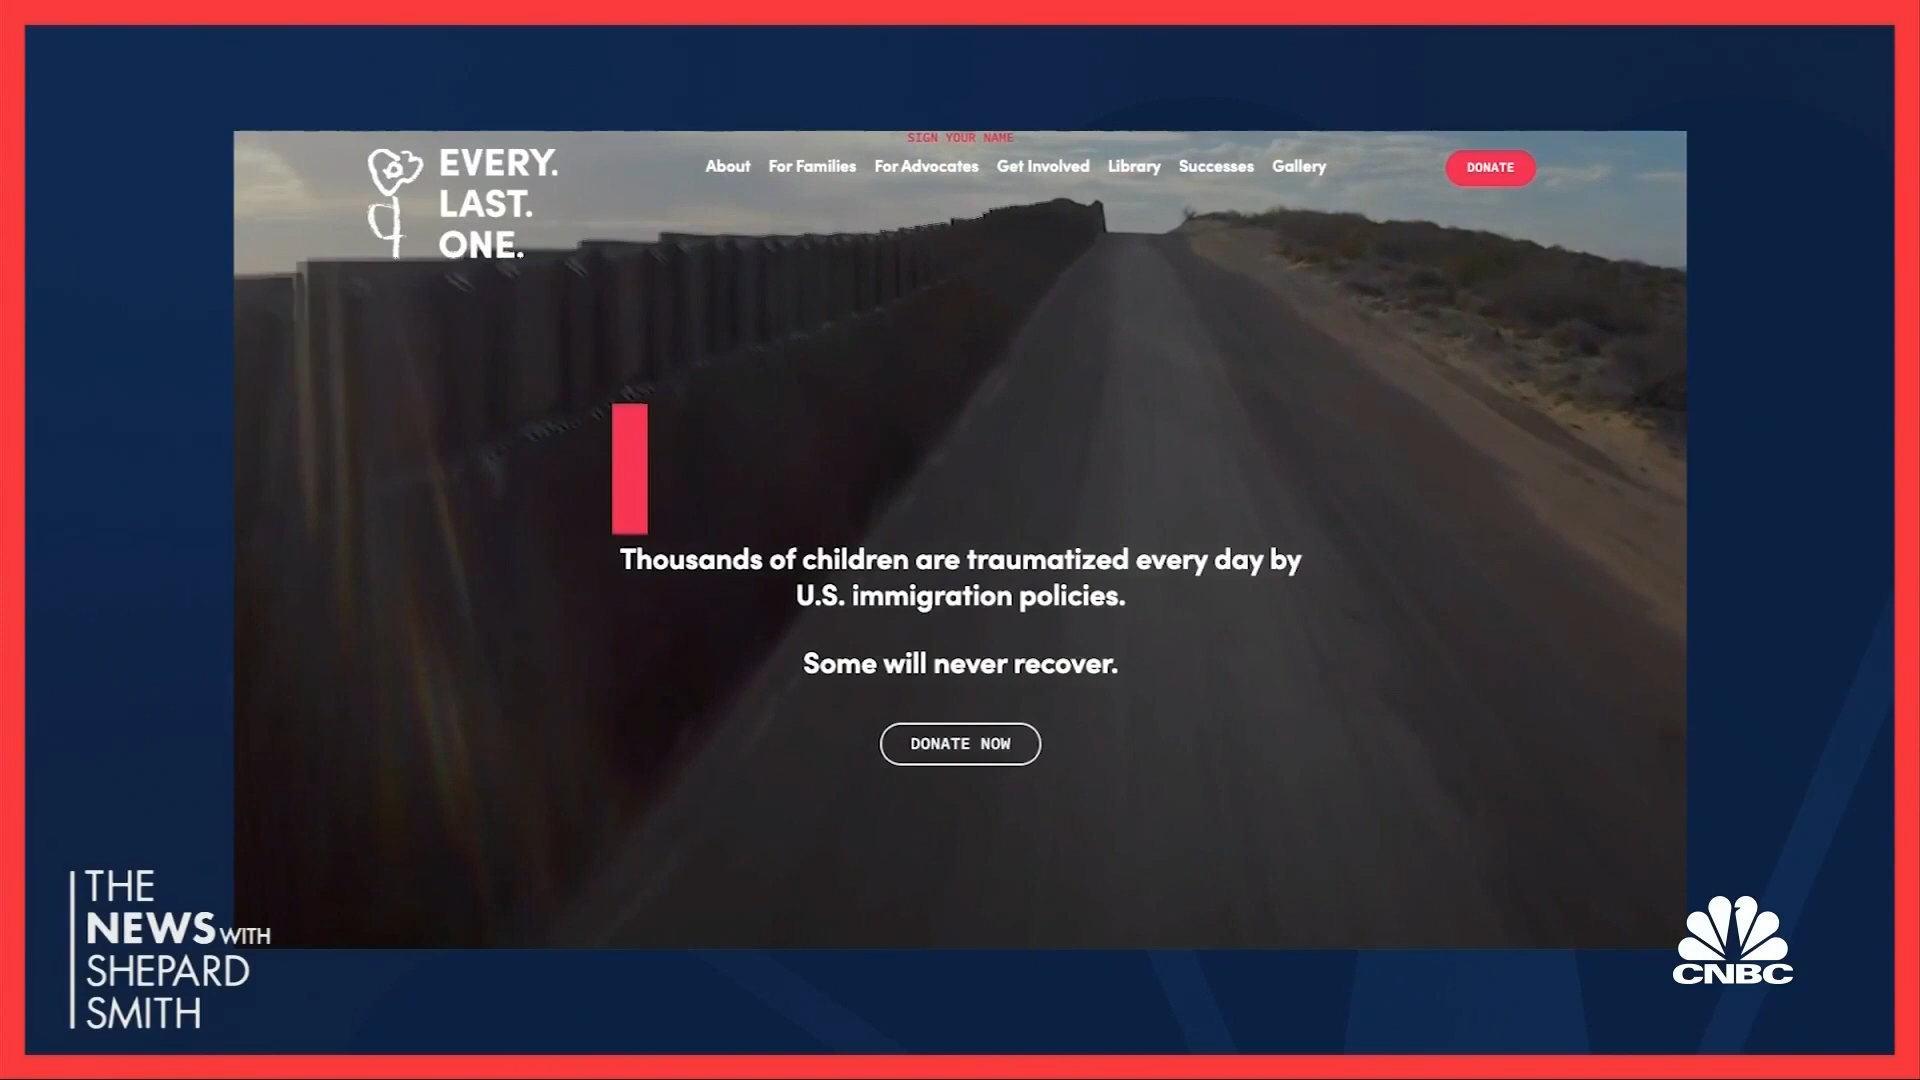 SIGN YOUR NAME
EVERY.
LAST.
ONE.
About For Families For Advocates Get Involved Library Successes Gallery
DONATE
Thousands of children are traumatized every day by
U.S. immigration policies.
Some will never recover.
DONATE NOW
THE
NEWS WITH
SHEPARD
SMITH
CNBC